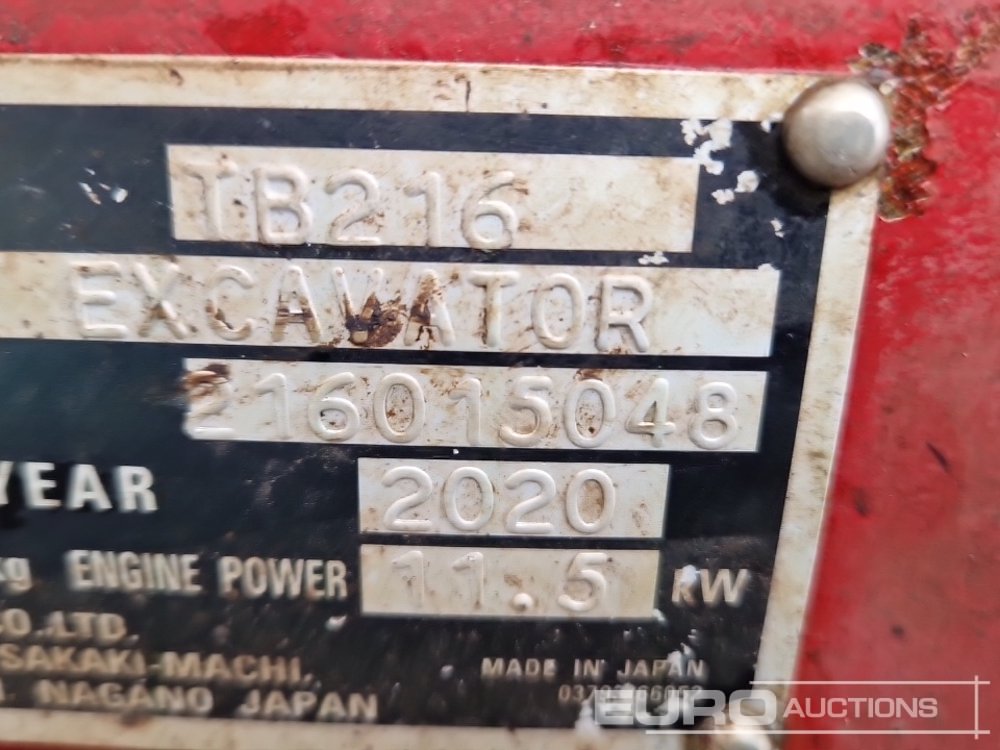 TB216
EXCAVATOR
216015048
YEAR 2020
kg ENGINE POWER 11.5 kW
CO.,LTD.
SAKAKI-MACHI,
NAGANO JAPAN
MADE IN JAPAN
EURO AUCTIONS